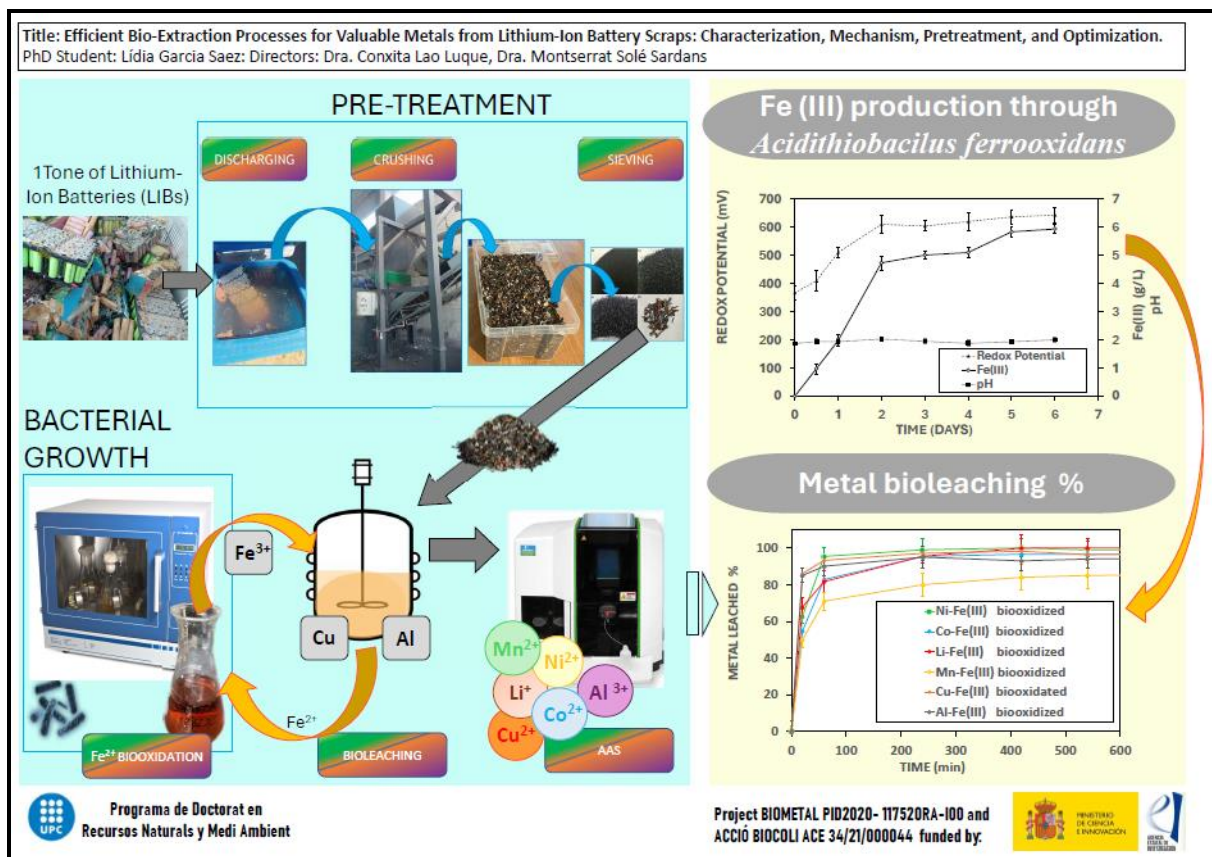 Title: Efficient Bio-Extraction Processes for Valuable Metals from Lithium-Ion Battery Scraps: Characterization, Mechanism, Pretreatment, and Optimization.
PhD Student: Lídia Garcia Saez: Directors: Dra. Conxita Lao Luque, Dra. Montserrat Solé Sardans
PRE-TREATMENT
DISCHARGING
CRUSHING
SIEVING
1Tone of Lithium-
Ion Batteries (LIBs)
BACTERIAL
GROWTH
Fe³⁺
Cu
Al
Fe²⁺
Mn²⁺
Ni²⁺
Li⁺
Al ³⁺
Co²⁺
Cu²⁺
Fe²⁺ BIOOXIDATION
BIOLEACHING
AAS
Fe (III) production through
Acidithiobacilus ferrooxidans
REDOX POTENTIAL (mV)
700
600
500
400
300
200
100
0
7
6
5
4
3
2
1
0
Fe(III) (g/L)
pH
Redox Potential
Fe(III)
pH
0 1 2 3 4 5 6 7
TIME (DAYS)
Metal bioleaching %
METAL LEACHED %
100
80
60
40
20
0
Ni-Fe(III) biooxidized
Co-Fe(III) biooxidized
Li-Fe(III) biooxidized
Mn-Fe(III) biooxidized
Cu-Fe(III) biooxidated
Al-Fe(III) biooxidized
0 100 200 300 400 500 600
TIME (min)
UPC
Programa de Doctorat en
Recursos Naturals y Medi Ambient
Project BIOMETAL PID2020- 117520RA-I00 and
ACCIÓ BIOCOLI ACE 34/21/000044 funded by:
MINISTERIO
DE CIENCIA
E INNOVACIÓN
AGENCIA
ESTATAL DE
INVESTIGACIÓN